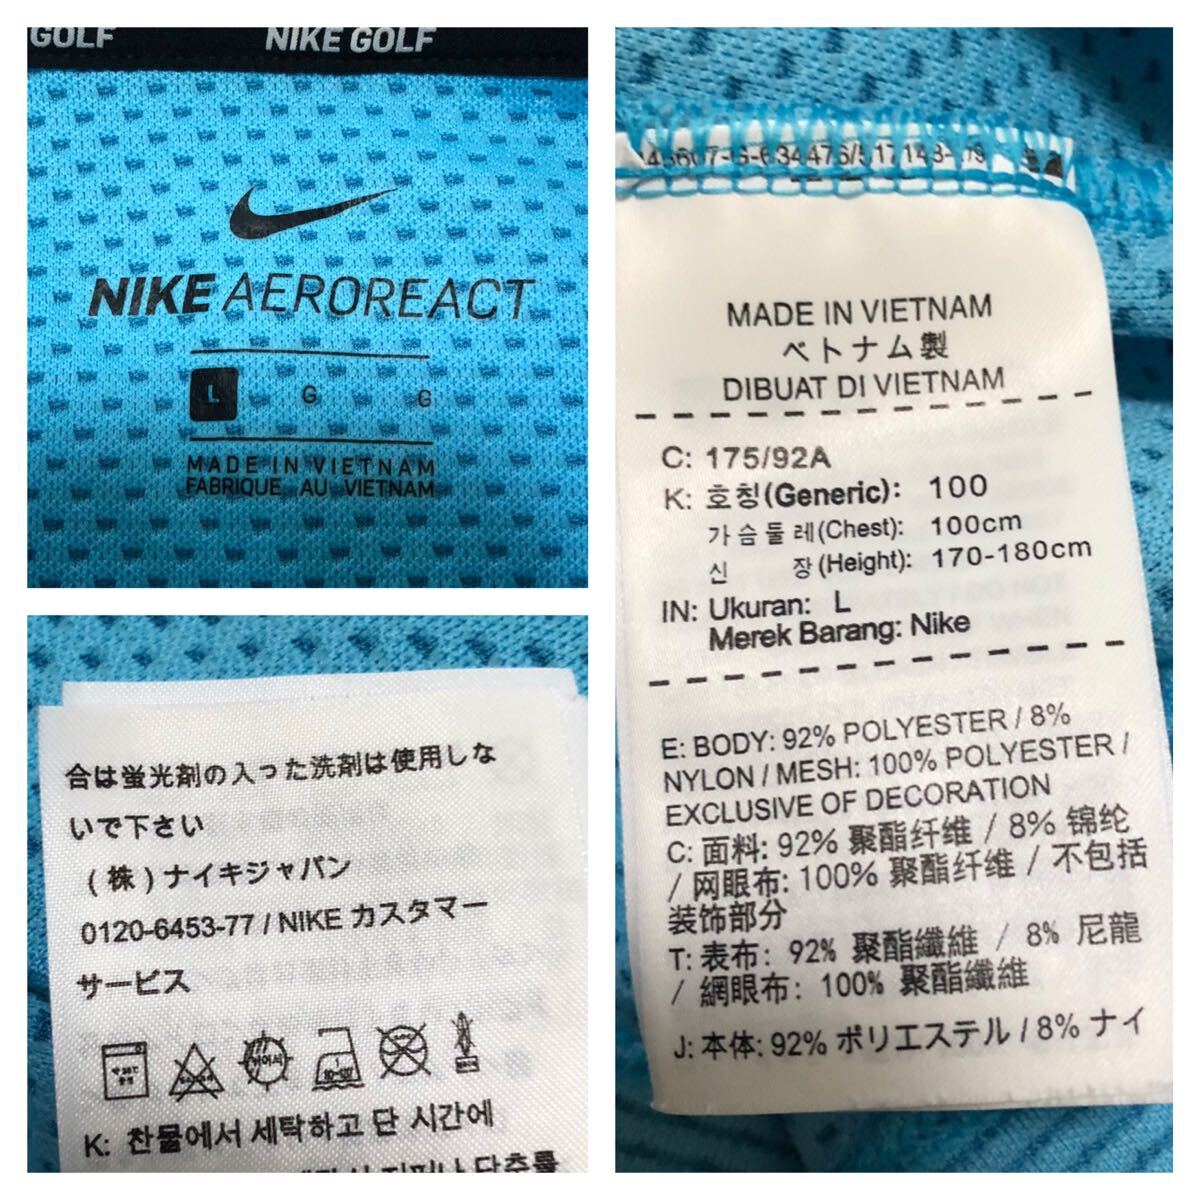 GOLF
NIKE GOLF
NIKE AEROREACT
L G G
MADE IN VIETNAM
FABRIQUE AU VIETNAM
合は蛍光剤の入った洗剤は使用しな
いで下さい
(株)ナイキジャパン
0120-6453-77 / NIKE カスタマー
サービス
K: 찬물에서 세탁하고 단 시간에
MADE IN VIETNAM
ベトナム製
DIBUAT DI VIETNAM
C: 175/92A
K: 호칭(Generic): 100
가슴둘레(Chest): 100cm
신 장(Height): 170-180cm
IN: Ukuran: L
Merek Barang: Nike
E: BODY: 92% POLYESTER / 8%
NYLON / MESH: 100% POLYESTER /
EXCLUSIVE OF DECORATION
C: 面料: 92% 聚酯纤维 / 8% 锦纶
/ 网眼布: 100% 聚酯纤维 / 不包括
装饰部分
T: 表布: 92% 聚酯纖維 / 8% 尼龍
/ 網眼布: 100% 聚酯纖維
J: 本体: 92% ポリエステル / 8% ナイ